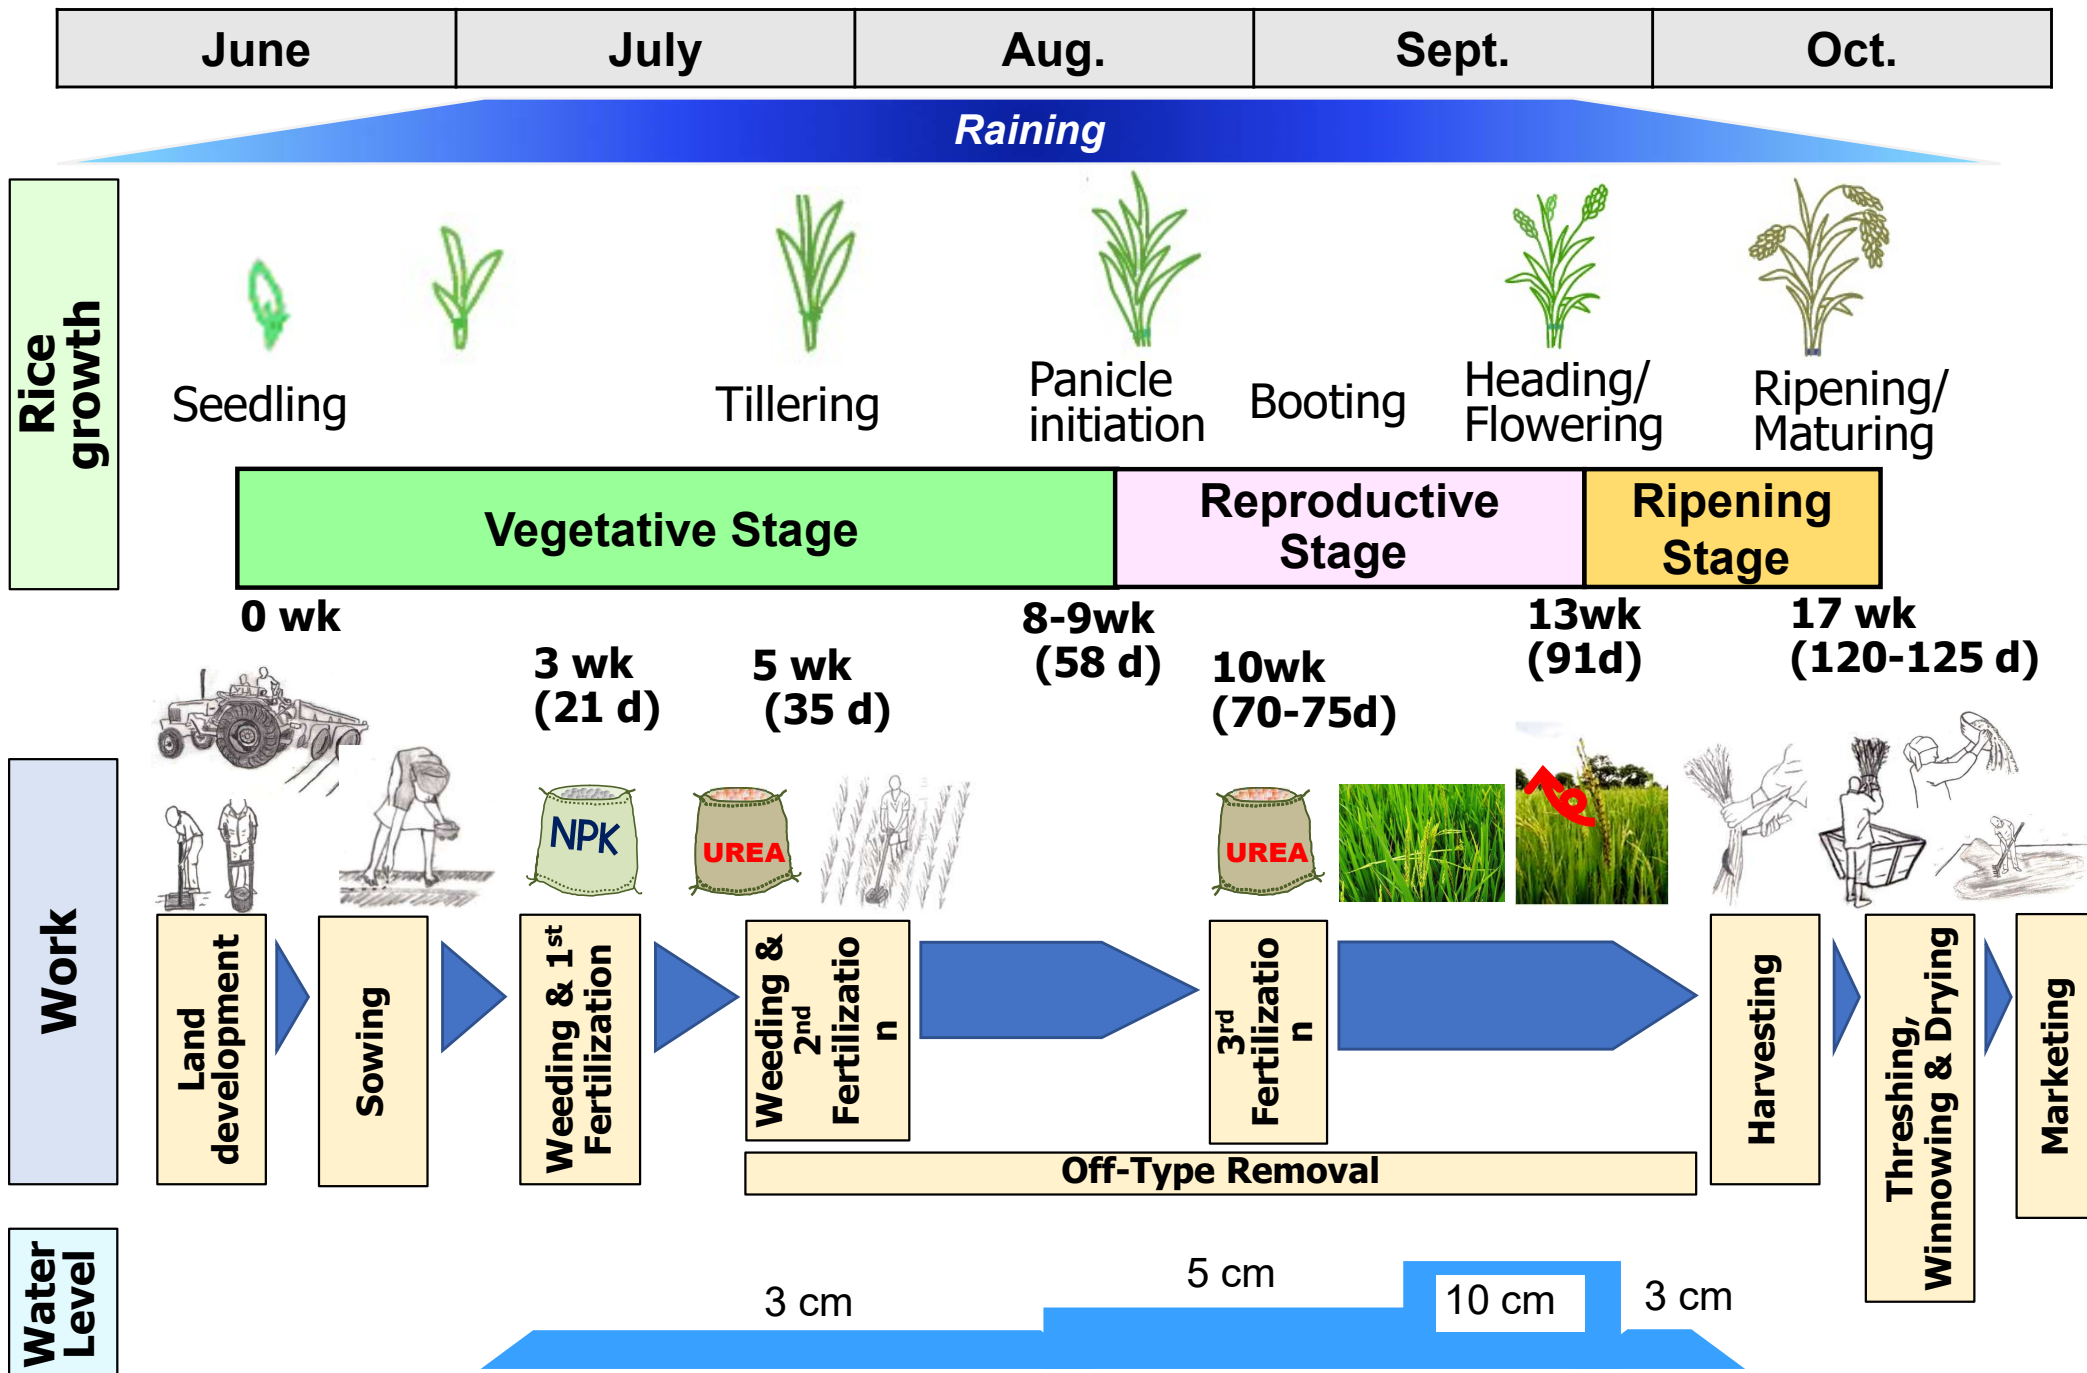 June
July
Aug.
Sept.
Oct.
Raining
Rice
growth
Seedling
Tillering
Panicle
initiation
Booting
Heading/
Flowering
Ripening/
Maturing
Vegetative Stage
Reproductive
Stage
Ripening
Stage
0 wk
3 wk
(21 d)
5 wk
(35 d)
8-9wk
(58 d)
10wk
(70-75d)
13wk
(91d)
17 wk
(120-125 d)
Work
NPK
UREA
UREA
Land
development
Sowing
Weeding & 1st
Fertilization
Weeding &
2nd
Fertilizatio
n
3rd
Fertilizatio
n
Harvesting
Threshing,
Winnowing & Drying
Marketing
Off-Type Removal
Water
Level
3 cm
5 cm
10 cm
3 cm